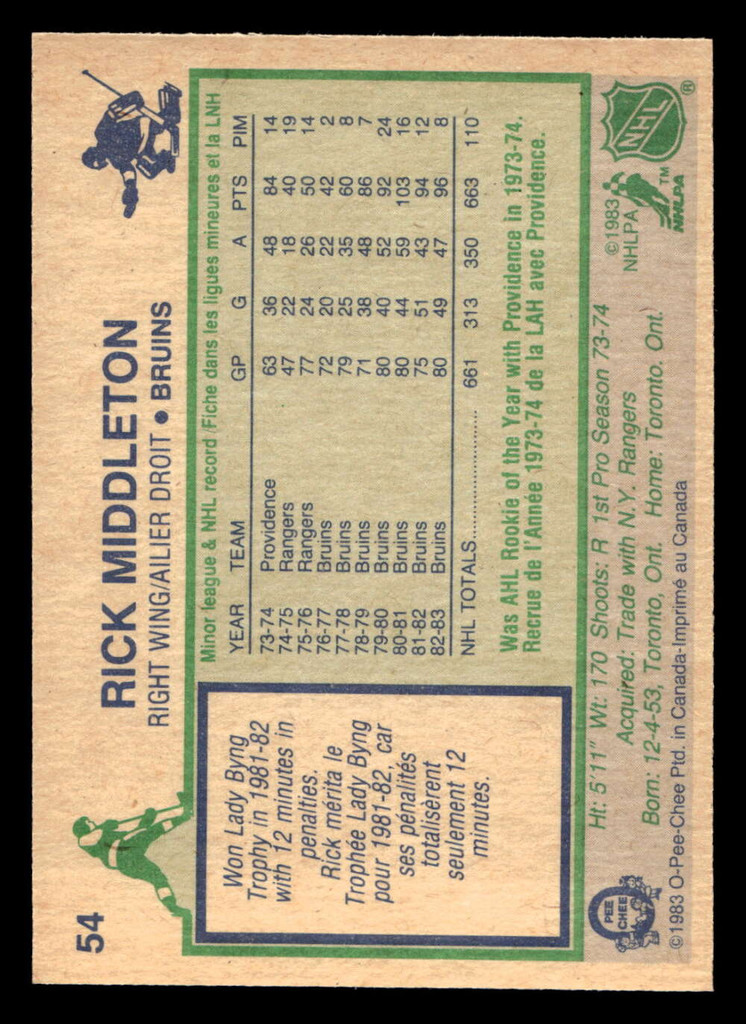 54
RICK MIDDLETON
RIGHT WING/AILIER DROIT • BRUINS
Won Lady Byng
Trophy in 1981-82
with 12 minutes in
penalties.
Rick mérita le
Trophée Lady Byng
pour 1981-82, car
ses pénalités
totalisèrent
seulement 12
minutes.
Minor league & NHL record/Fiche dans les ligues mineures et la LNH
YEAR TEAM GP G A PTS PIM
73-74 Providence 63 36 48 84 14
74-75 Rangers 47 22 18 40 19
75-76 Rangers 77 24 26 50 14
76-77 Bruins 72 20 22 42 2
77-78 Bruins 79 25 35 60 8
78-79 Bruins 71 38 48 86 7
79-80 Bruins 80 40 52 92 24
80-81 Bruins 80 44 59 103 16
81-82 Bruins 75 51 43 94 12
82-83 Bruins 80 49 47 96 8
NHL TOTALS.................. 661 313 350 663 110
Was AHL Rookie of the Year with Providence in 1973-74.
Recrue de l'Année 1973-74 de la LAH avec Providence.
Ht: 5'11" Wt: 170 Shoots: R 1st Pro Season 73-74
Acquired: Trade with N.Y. Rangers
Born: 12-4-53, Toronto, Ont. Home: Toronto. Ont.
©1983
NHLPA
NHLPA TM
NHL ®
O
PEE
CHEE
©1983 O-Pee-Chee Ptd. in Canada-Imprimé au Canada